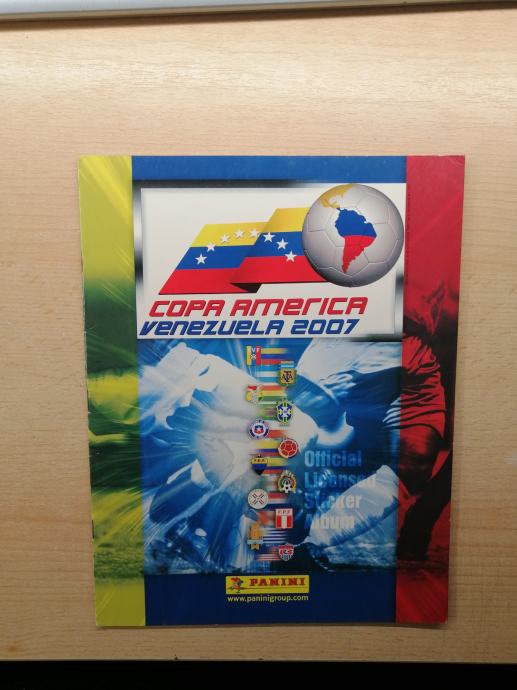 COPA AMERICA
VENEZUELA 2007
Official
Licensed
Sticker
Album
PANINI
www.paninigroup.com